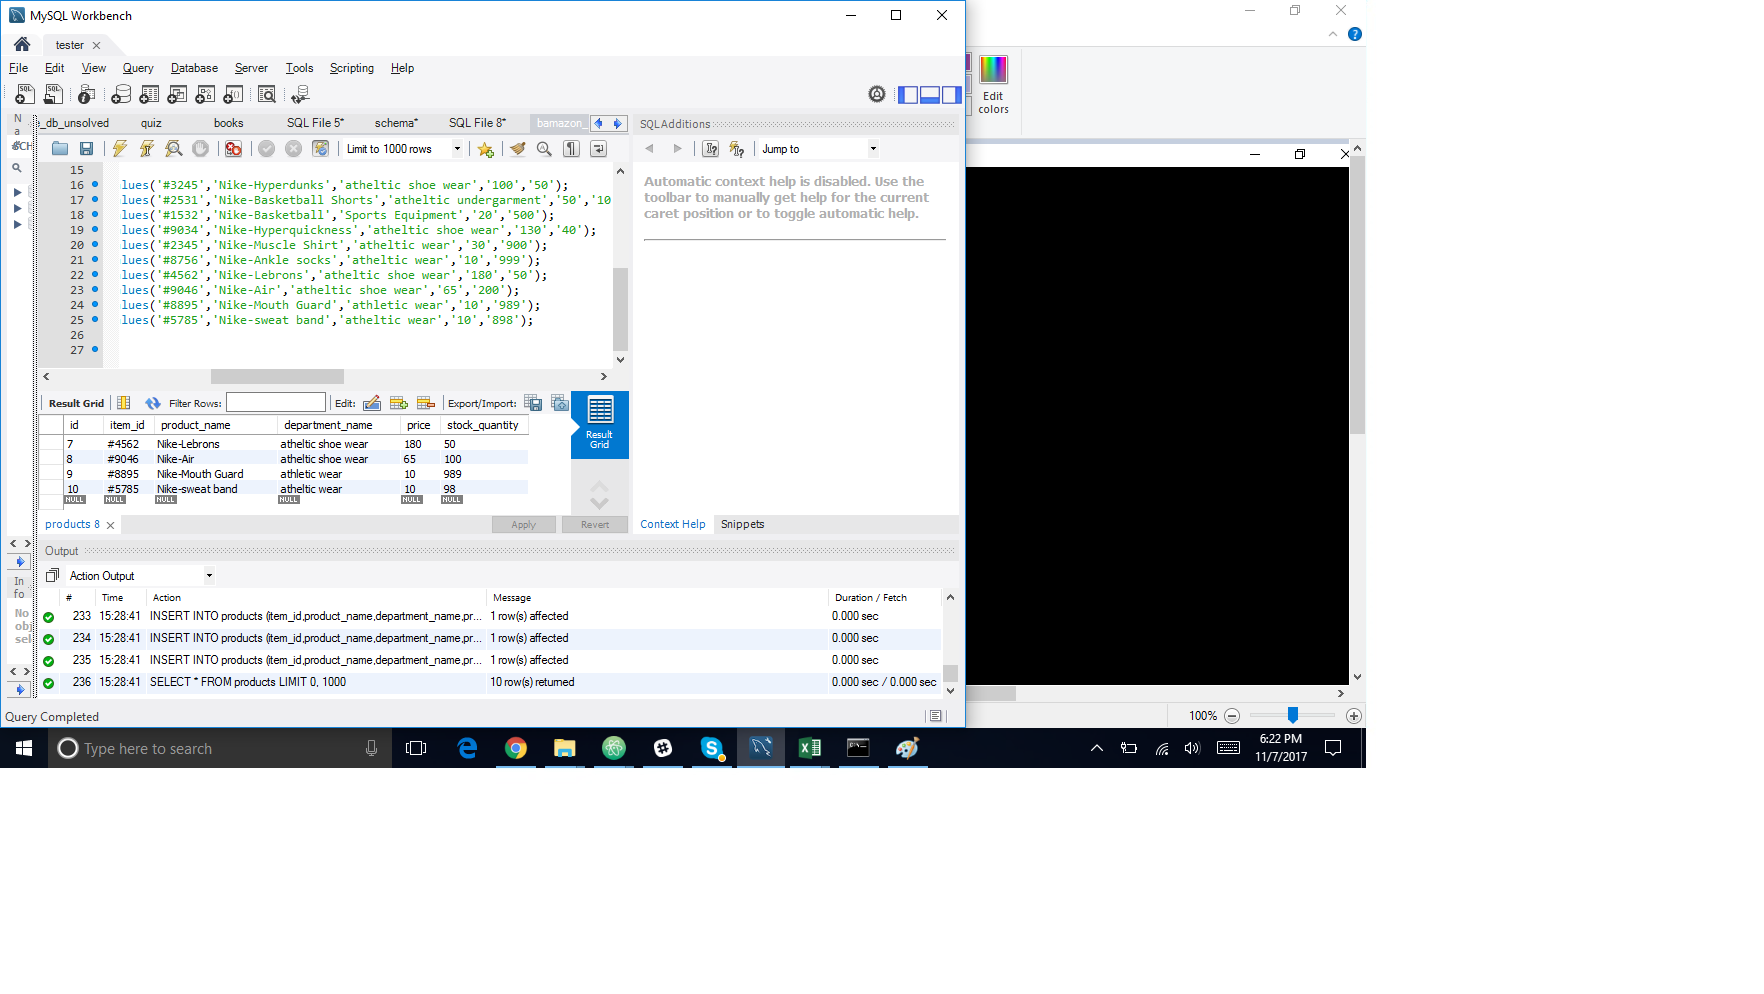 MySQL Workbench
tester
File Edit View Query Database Server Tools Scripting Help
Edit colors
e_db_unsolved quiz books SQL File 5* schema* SQL File 8* bamazon_
SQLAdditions
Limit to 1000 rows
Jump to
Automatic context help is disabled. Use the
toolbar to manually get help for the current
caret position or to toggle automatic help.
15
16 lues('#3245','Nike-Hyperdunks','atheltic shoe wear','100','50');
17 lues('#2531','Nike-Basketball Shorts','atheltic undergarment','50','10
18 lues('#1532','Nike-Basketball','Sports Equipment','20','500');
19 lues('#9034','Nike-Hyperquickness','atheltic shoe wear','130','40');
20 lues('#2345','Nike-Muscle Shirt','atheltic wear','30','900');
21 lues('#8756','Nike-Ankle socks','atheltic wear','10','999');
22 lues('#4562','Nike-Lebrons','atheltic shoe wear','180','50');
23 lues('#9046','Nike-Air','atheltic shoe wear','65','200');
24 lues('#8895','Nike-Mouth Guard','athletic wear','10','989');
25 lues('#5785','Nike-sweat band','atheltic wear','10','898');
26
27
Result Grid Filter Rows: Edit: Export/Import:
Result Grid
id item_id product_name department_name price stock_quantity
7 #4562 Nike-Lebrons atheltic shoe wear 180 50
8 #9046 Nike-Air atheltic shoe wear 65 100
9 #8895 Nike-Mouth Guard athletic wear 10 989
10 #5785 Nike-sweat band atheltic wear 10 98
NULL NULL NULL NULL NULL NULL
products 8 Apply Revert
Context Help Snippets
Output
Action Output
# Time Action Message Duration / Fetch
233 15:28:41 INSERT INTO products (item_id,product_name,department_name,pr... 1 row(s) affected 0.000 sec
234 15:28:41 INSERT INTO products (item_id,product_name,department_name,pr... 1 row(s) affected 0.000 sec
235 15:28:41 INSERT INTO products (item_id,product_name,department_name,pr... 1 row(s) affected 0.000 sec
236 15:28:41 SELECT * FROM products LIMIT 0, 1000 10 row(s) returned 0.000 sec / 0.000 sec
Na
SCH
In
fo
No
obj
sel
Query Completed
100%
Type here to search
6:22 PM
11/7/2017